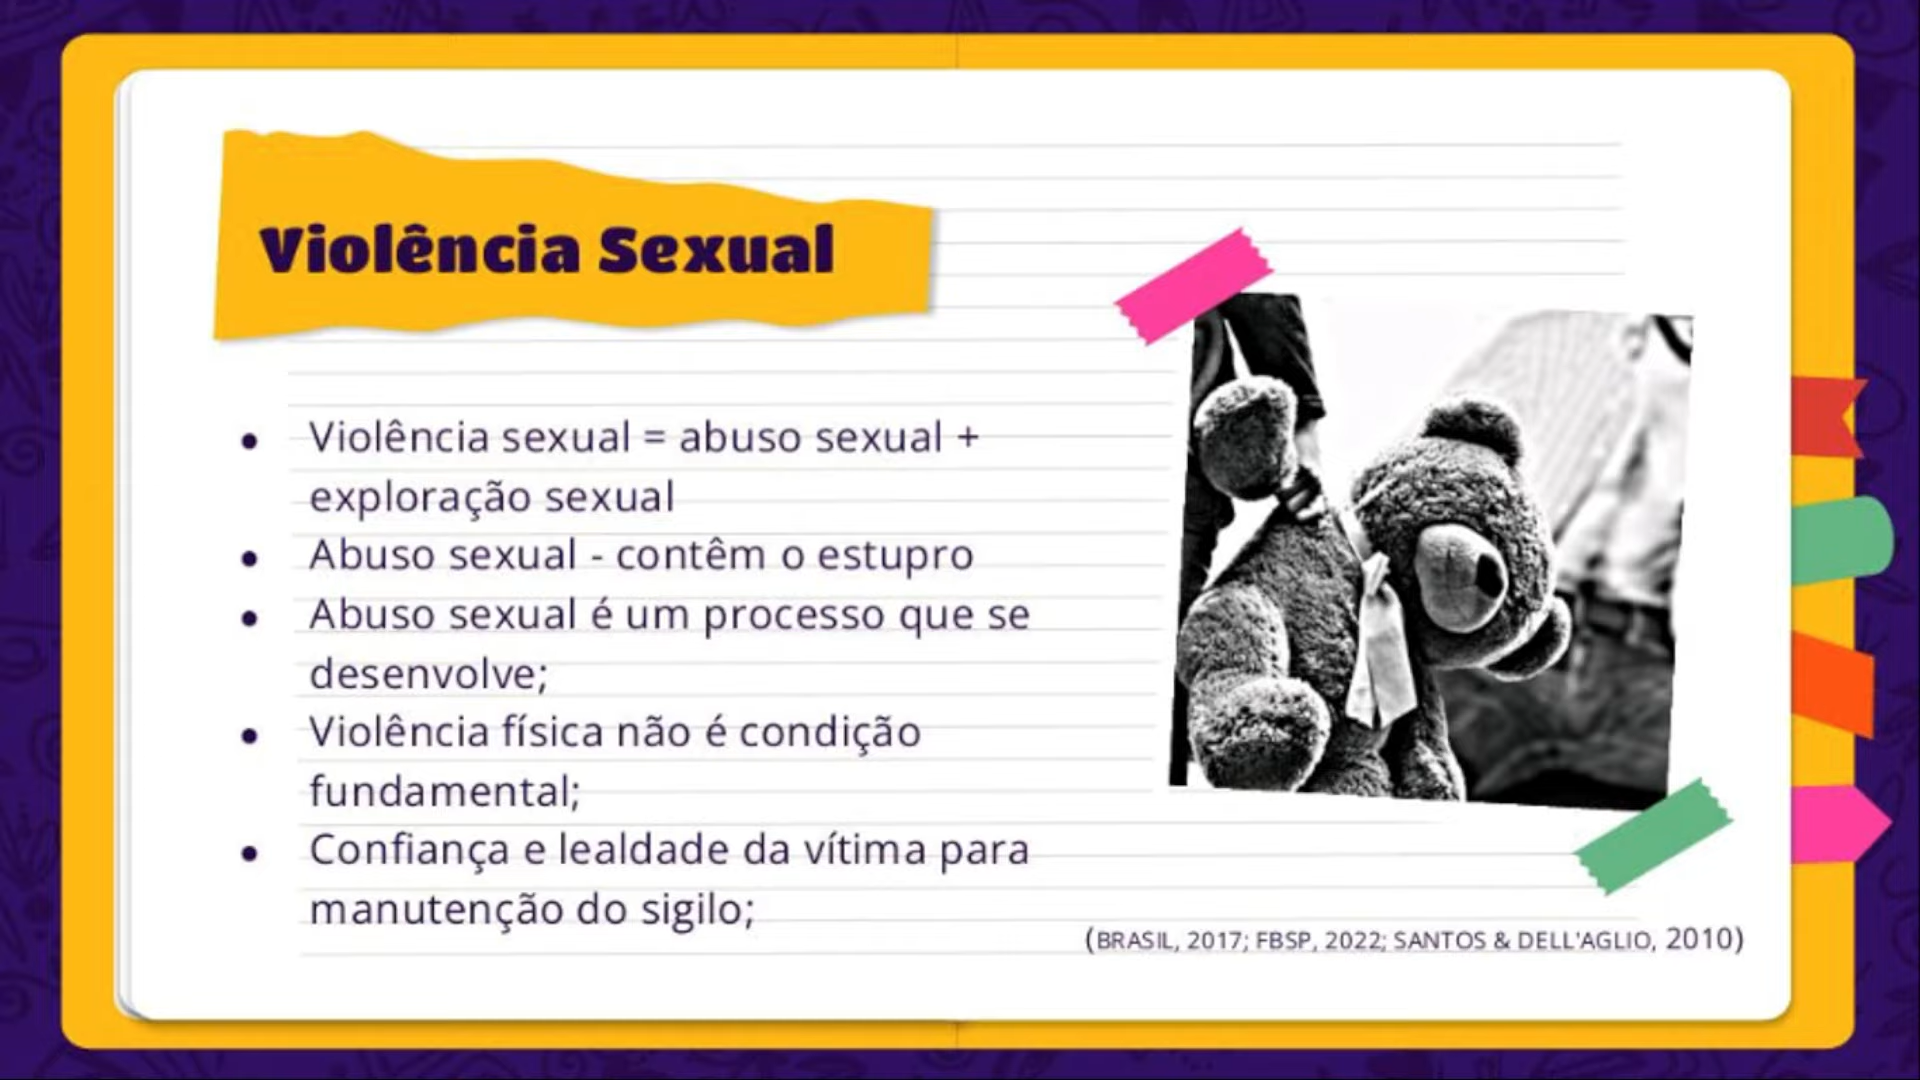 Violência Sexual
• Violência sexual = abuso sexual +
exploração sexual
• Abuso sexual - contêm o estupro
• Abuso sexual é um processo que se
desenvolve;
• Violência física não é condição
fundamental;
• Confiança e lealdade da vítima para
manutenção do sigilo;
(BRASIL, 2017; FBSP, 2022; SANTOS & DELL'AGLIO, 2010)